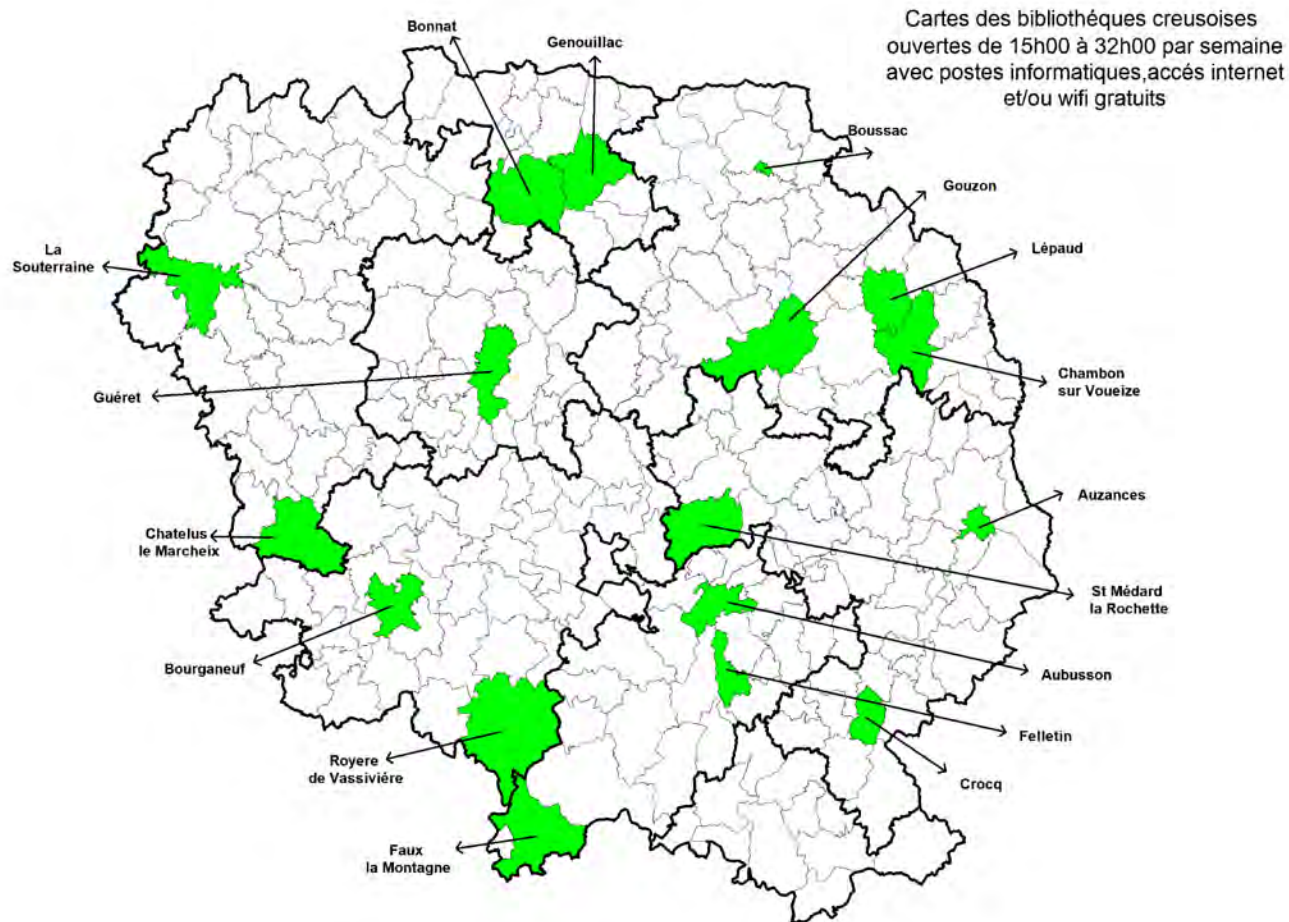 Cartes des bibliothéques creusoises
ouvertes de 15h00 à 32h00 par semaine
avec postes informatiques,accés internet
et/ou wifi gratuits
Bonnat
Genouillac
Boussac
Gouzon
La
Souterraine
Lépaud
Guéret
Chambon
sur Voueize
Auzances
Chatelus
le Marcheix
St Médard
la Rochette
Bourganeuf
Aubusson
Felletin
Royere
de Vassiviére
Crocq
Faux
la Montagne